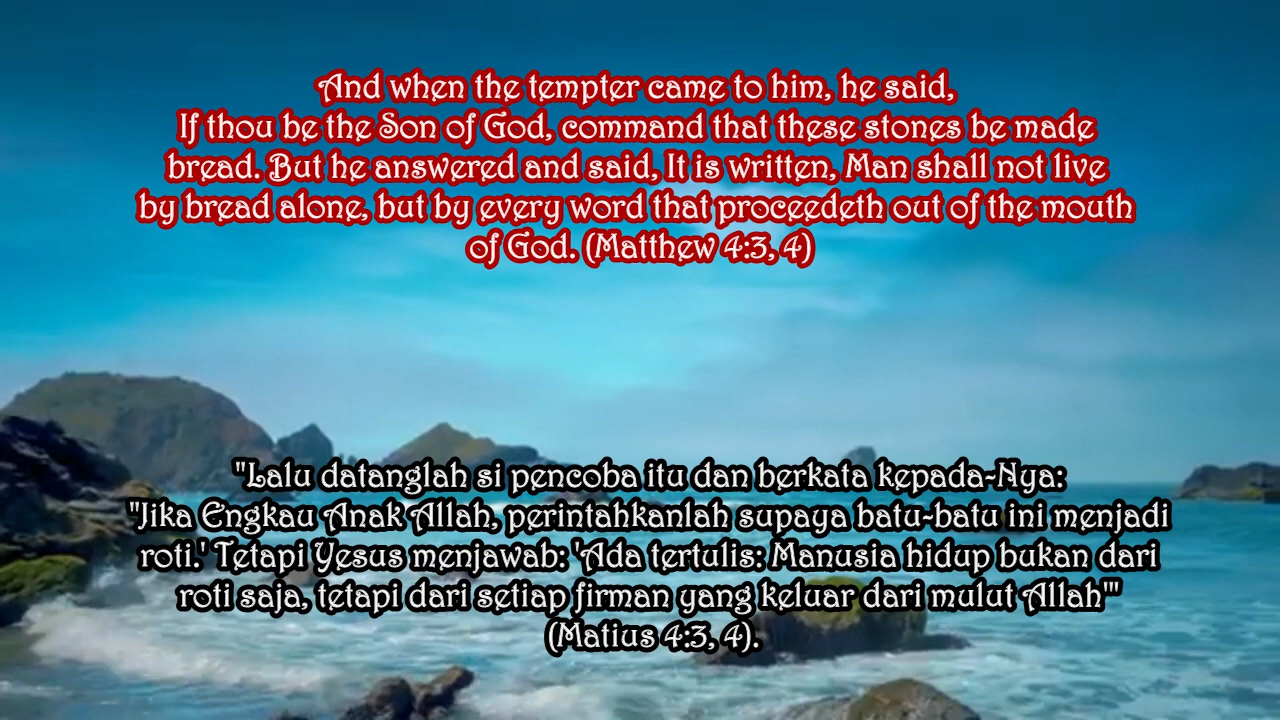 And when the tempter came to him, he said,
If thou be the Son of God, command that these stones be made
bread. But he answered and said, It is written, Man shall not live
by bread alone, but by every word that proceedeth out of the mouth
of God. (Matthew 4:3, 4)
"Lalu datanglah si pencoba itu dan berkata kepada-Nya:
"Jika Engkau Anak Allah, perintahkanlah supaya batu-batu ini menjadi
roti.' Tetapi Yesus menjawab: 'Ada tertulis: Manusia hidup bukan dari
roti saja, tetapi dari setiap firman yang keluar dari mulut Allah'"
(Matius 4:3, 4).